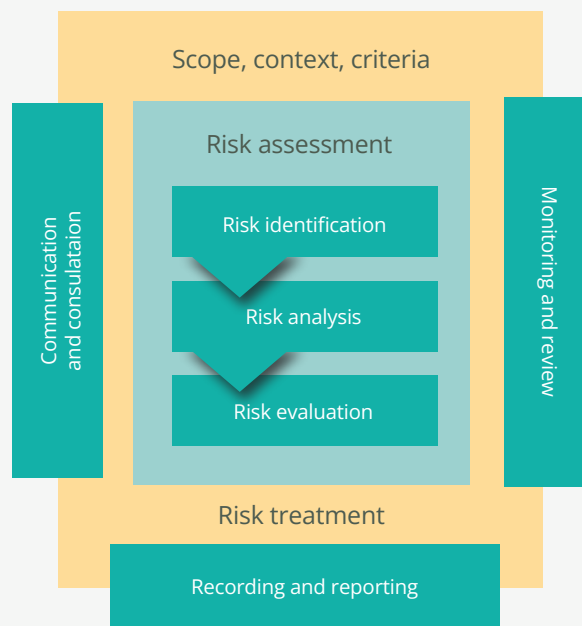 Scope, context, criteria
Communication
and consulataion
Risk assessment
Risk identification
Risk analysis
Risk evaluation
Monitoring and review
Risk treatment
Recording and reporting